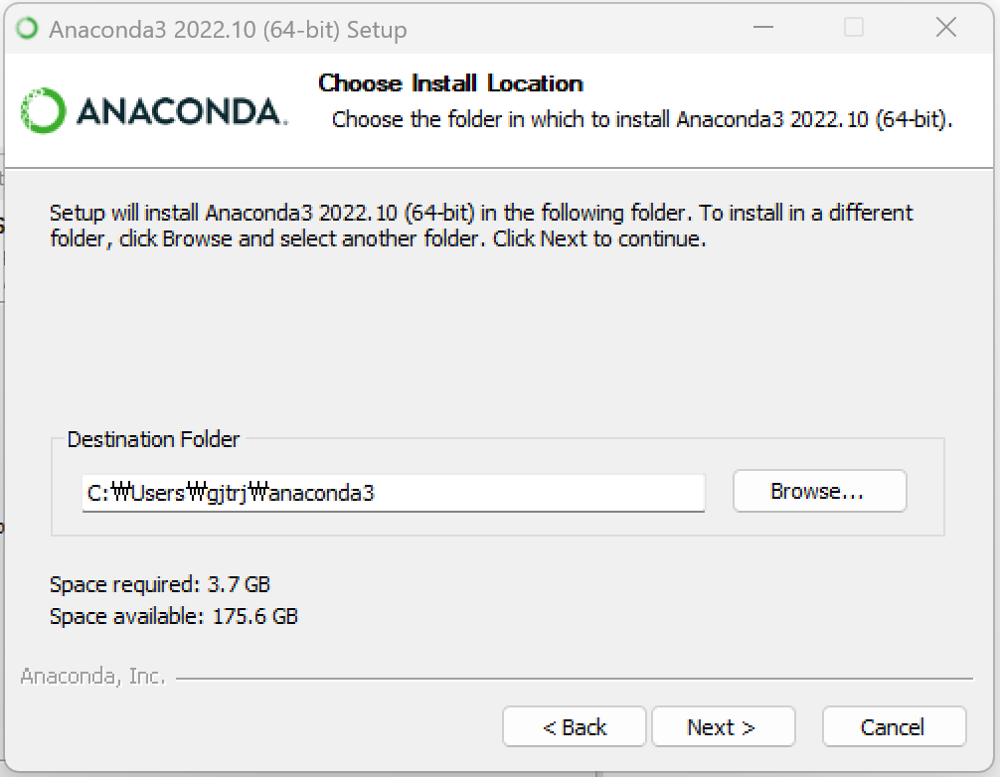 Anaconda3 2022.10 (64-bit) Setup
ANANCONDA.
Choose Install Location
Choose the folder in which to install Anaconda3 2022.10 (64-bit).
Setup will install Anaconda3 2022.10 (64-bit) in the following folder. To install in a different
folder, click Browse and select another folder. Click Next to continue.
Destination Folder
C:₩Users₩gjtrj₩anaconda3
Browse...
Space required: 3.7 GB
Space available: 175.6 GB
Anaconda, Inc.
< Back
Next >
Cancel